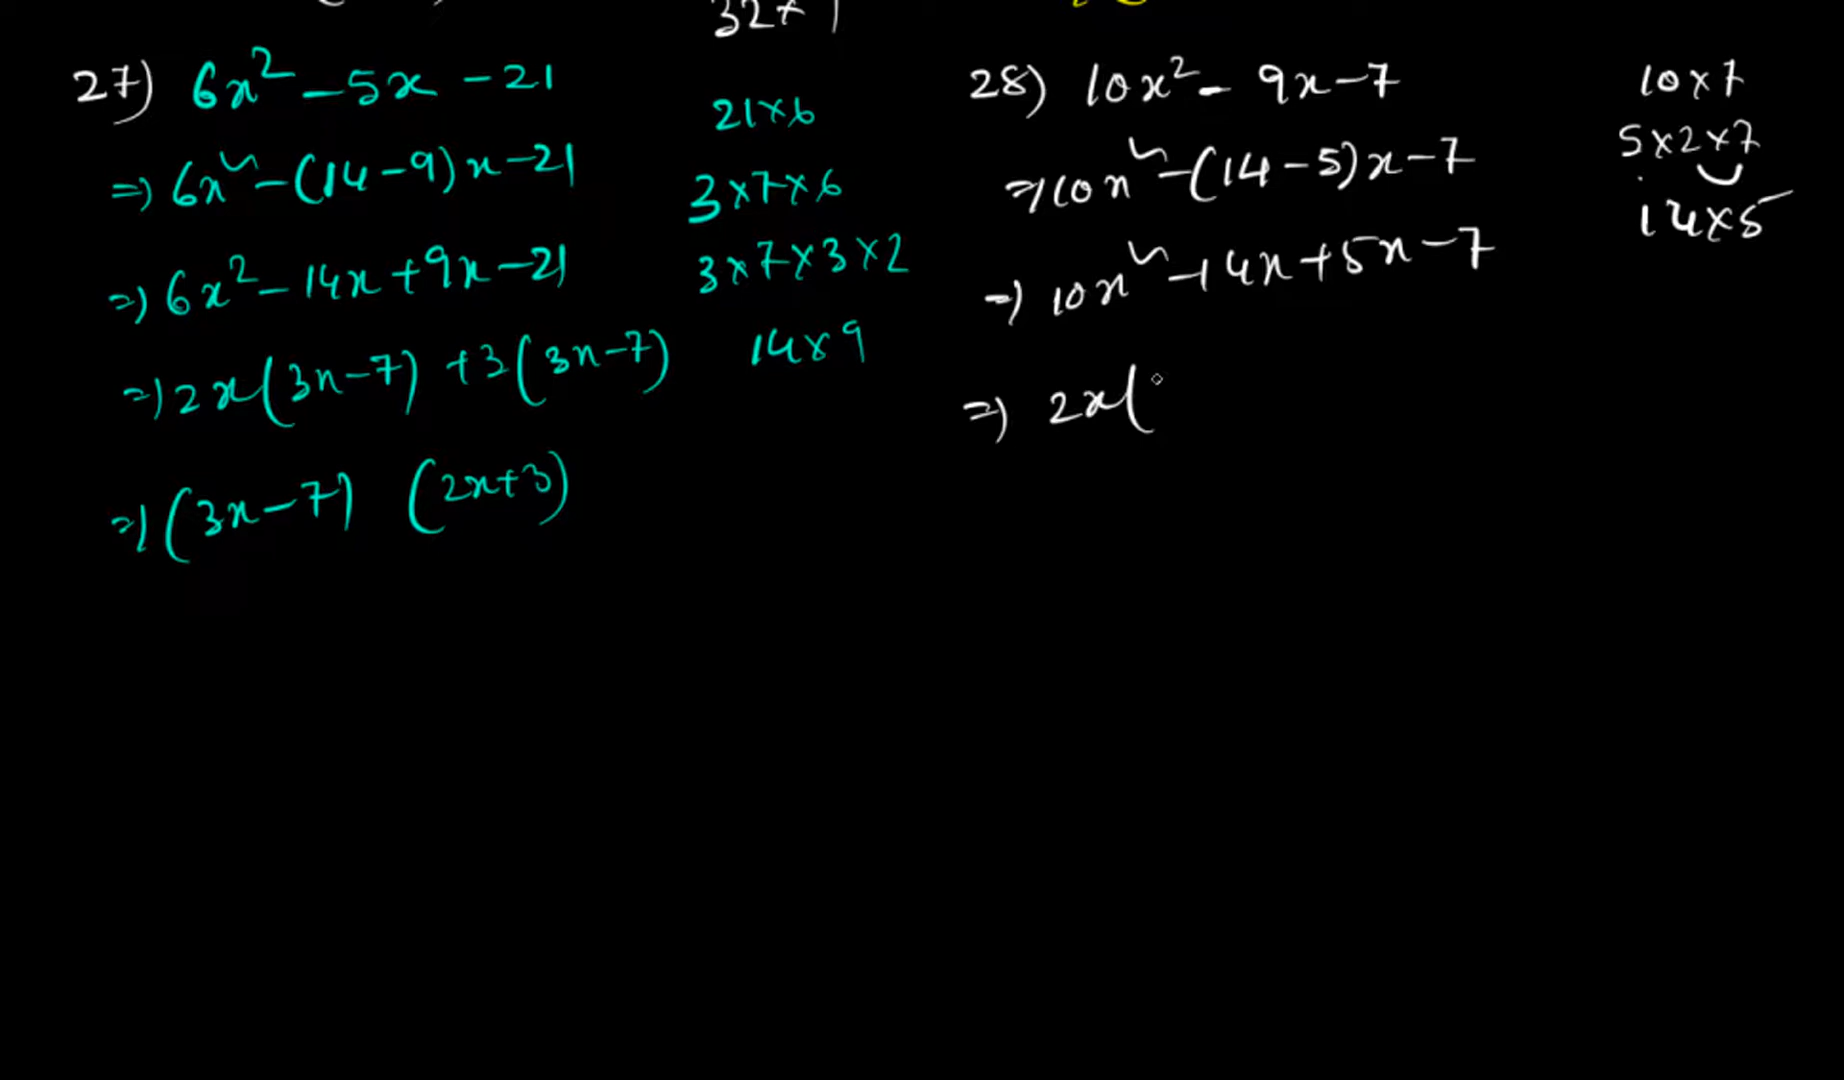 32 x 1
27) 6x² - 5x - 21
21 x 6
=) 6x² - (14 - 9) x - 21
3 x 7 x 6
=) 6x² - 14x + 9x - 21
3 x 7 x 3 x 2
=) 2x (3x - 7) + 3 (3x - 7)
14 x 9
=) (3x - 7) (2x + 3)
28) 10x² - 9x - 7
10 x 7
=) 10x² - (14 - 5) x - 7
5 x 2 x 7
14 x 5
=) 10x² - 14x + 5x - 7
=) 2x (